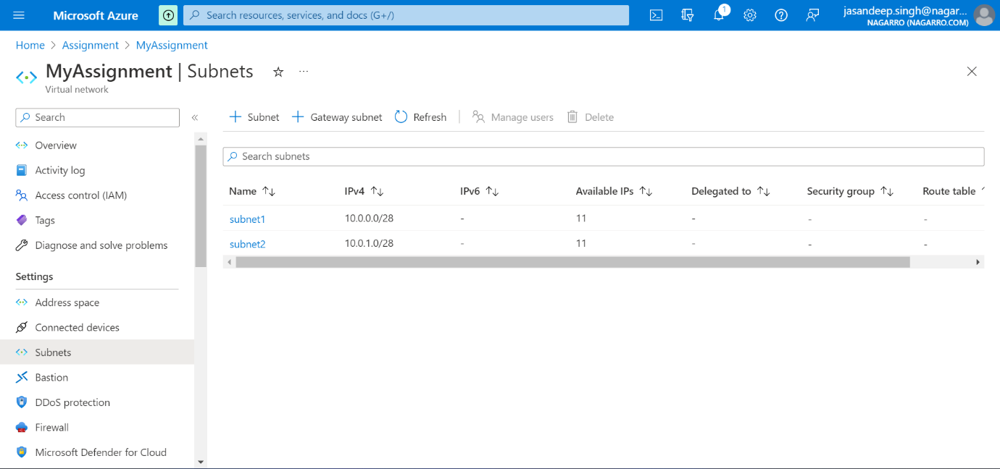 Microsoft Azure
Search resources, services, and docs (G+/)
1
jasandeep.singh@nagar...
NAGARRO (NAGARRO.COM)
Home > Assignment > MyAssignment
MyAssignment | Subnets
...
Virtual network
Search
«
+ Subnet
+ Gateway subnet
Refresh
Manage users
Delete
Overview
Activity log
Access control (IAM)
Tags
Diagnose and solve problems
Settings
Address space
Connected devices
Subnets
Bastion
DDoS protection
Firewall
Microsoft Defender for Cloud
Search subnets
Name ↑↓ IPv4 ↑↓ IPv6 ↑↓ Available IPs ↑↓ Delegated to ↑↓ Security group ↑↓ Route table
subnet1 10.0.0.0/28 - 11 - - -
subnet2 10.0.1.0/28 - 11 - - -